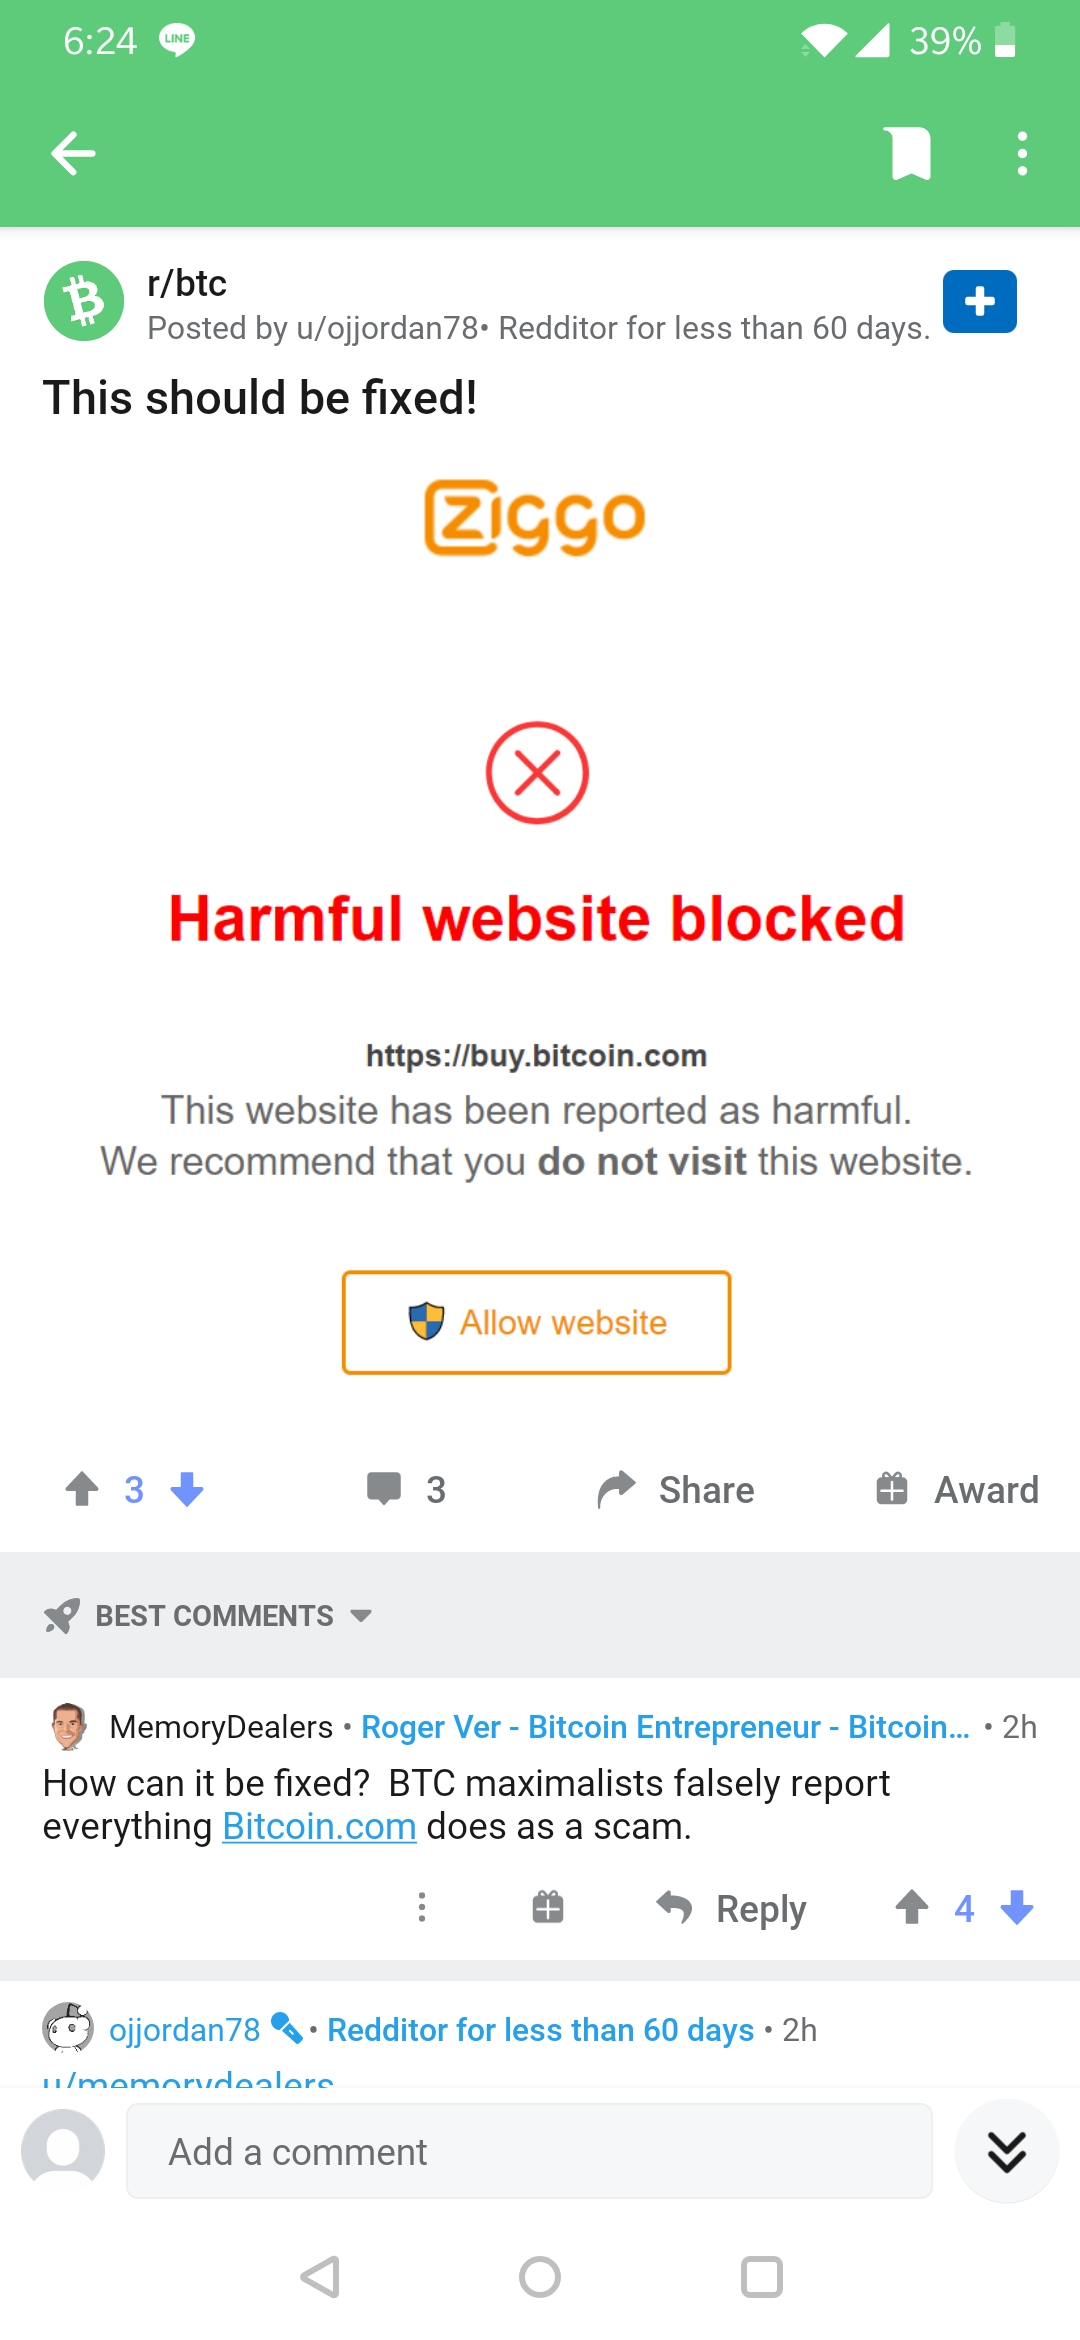 6:24 LINE 39%
r/btc
Posted by u/ojjordan78• Redditor for less than 60 days.
This should be fixed!
Ziggo
Harmful website blocked
https://buy.bitcoin.com
This website has been reported as harmful.
We recommend that you do not visit this website.
Allow website
3 3 Share Award
BEST COMMENTS
MemoryDealers • Roger Ver - Bitcoin Entrepreneur - Bitcoin... • 2h
How can it be fixed?  BTC maximalists falsely report
everything Bitcoin.com does as a scam.
Reply 4
ojjordan78 • Redditor for less than 60 days • 2h
u/memorydealers
Add a comment